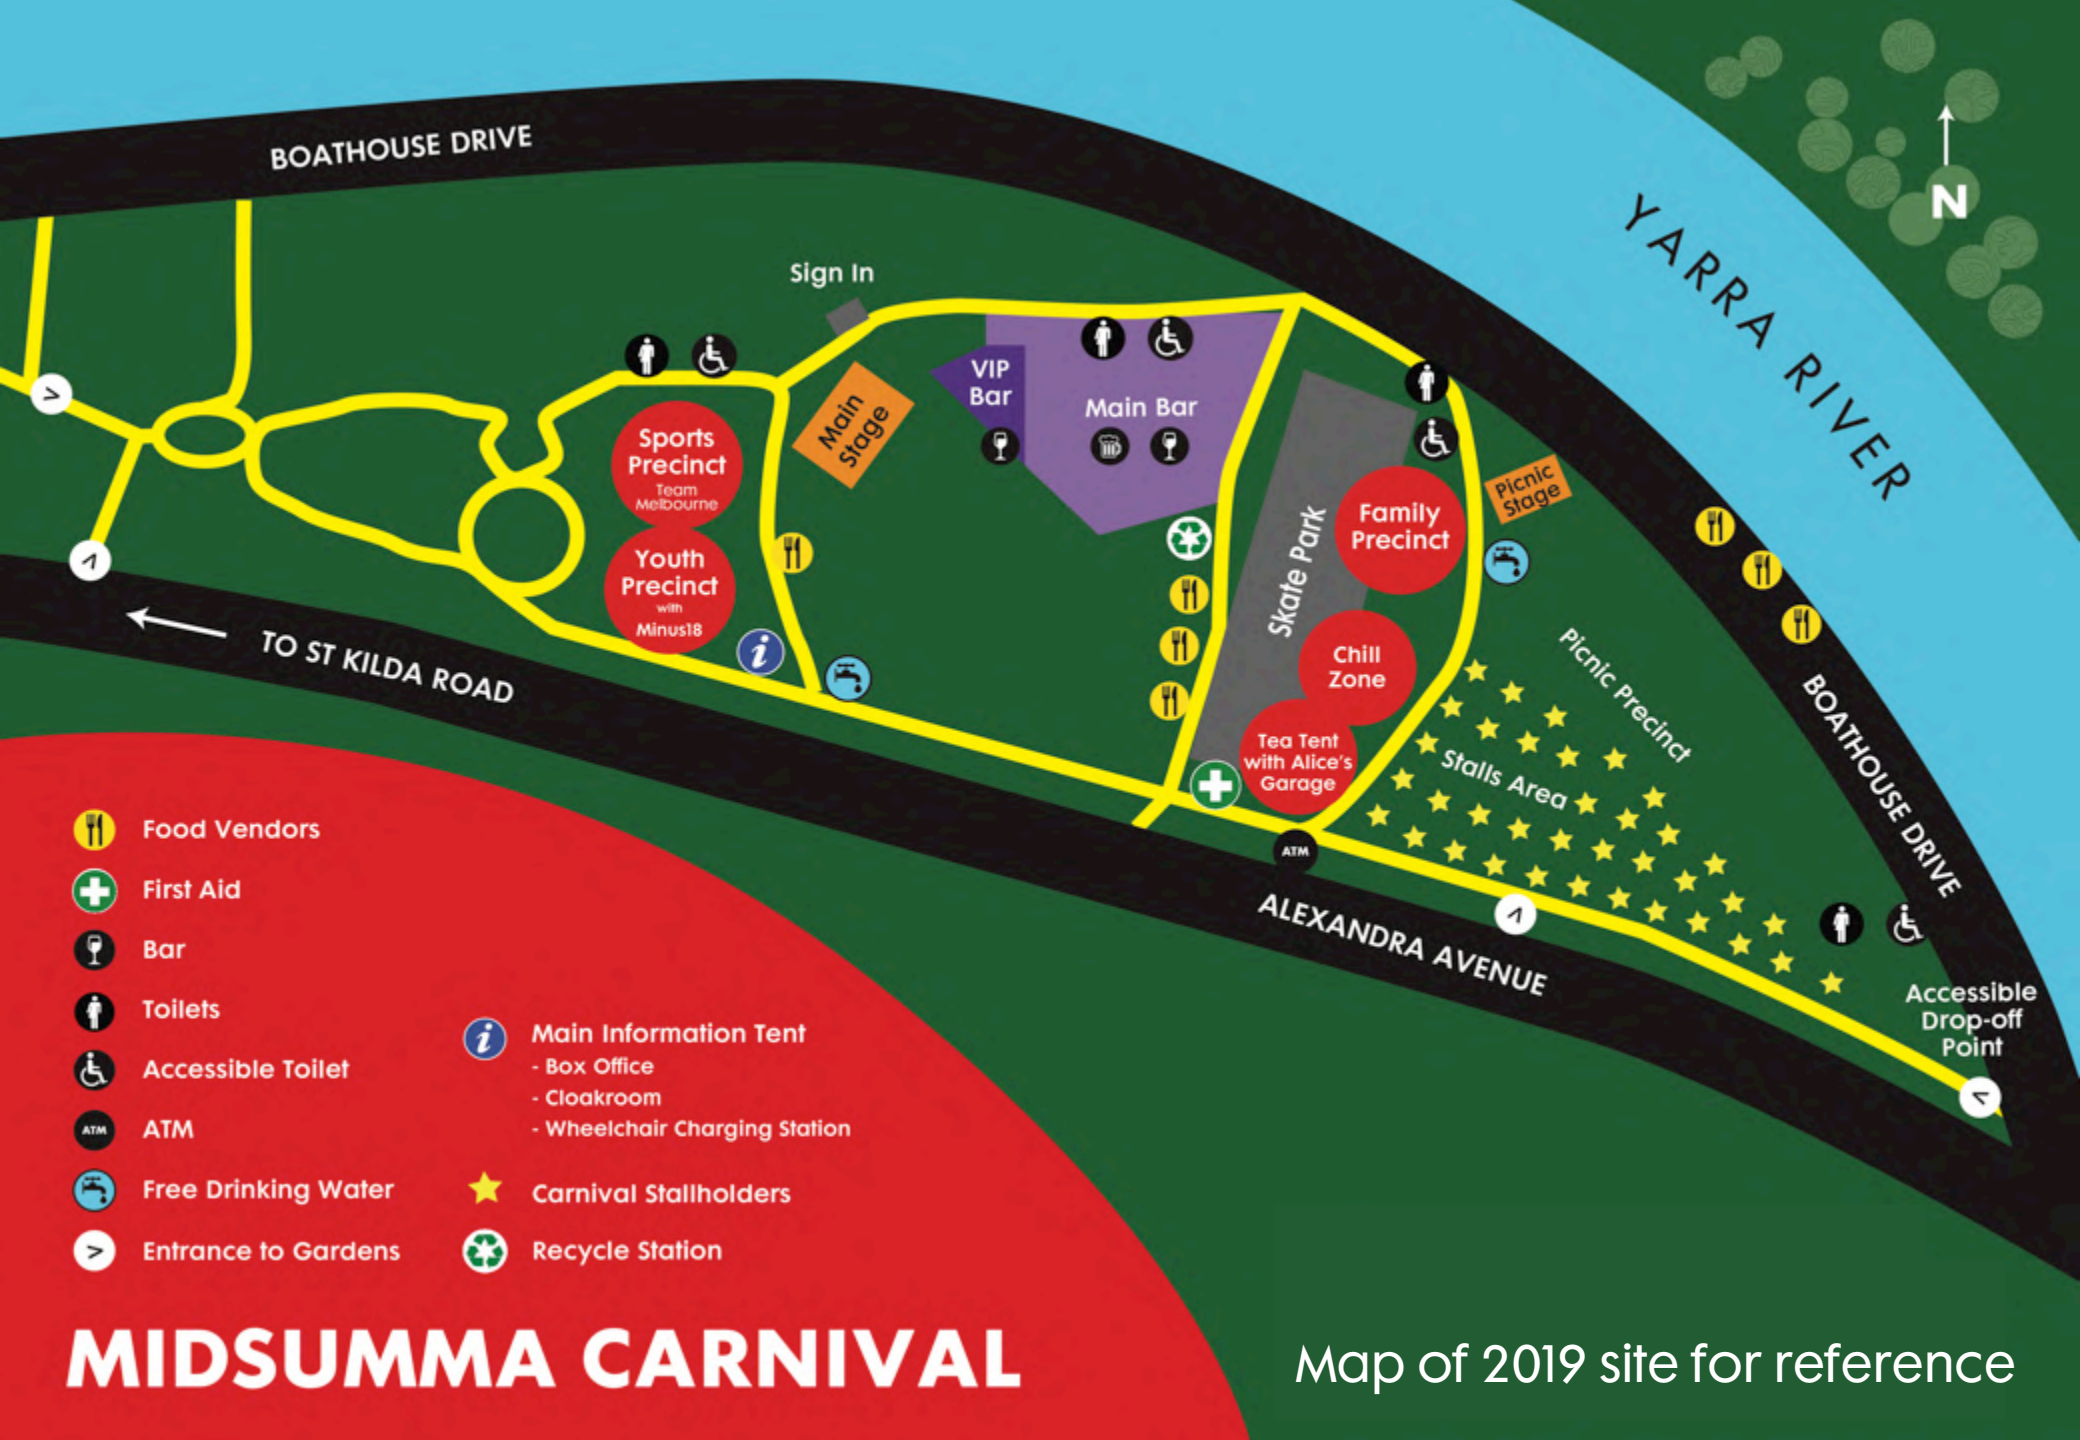 BOATHOUSE DRIVE
YARRA RIVER
N
Sign In
VIP
Bar
Main Bar
Main
Stage
Sports
Precinct
Team
Melbourne
Youth
Precinct
with
Minus18
Skate Park
Family
Precinct
Picnic
Stage
Chill
Zone
Tea Tent
with Alice's
Garage
Picnic Precinct
Stalls Area
BOATHOUSE DRIVE
TO ST KILDA ROAD
ATM
ALEXANDRA AVENUE
Accessible
Drop-off
Point
Food Vendors
First Aid
Bar
Toilets
Accessible Toilet
ATM ATM
Free Drinking Water
> Entrance to Gardens
i Main Information Tent
- Box Office
- Cloakroom
- Wheelchair Charging Station
Carnival Stallholders
Recycle Station
MIDSUMMA CARNIVAL
Map of 2019 site for reference